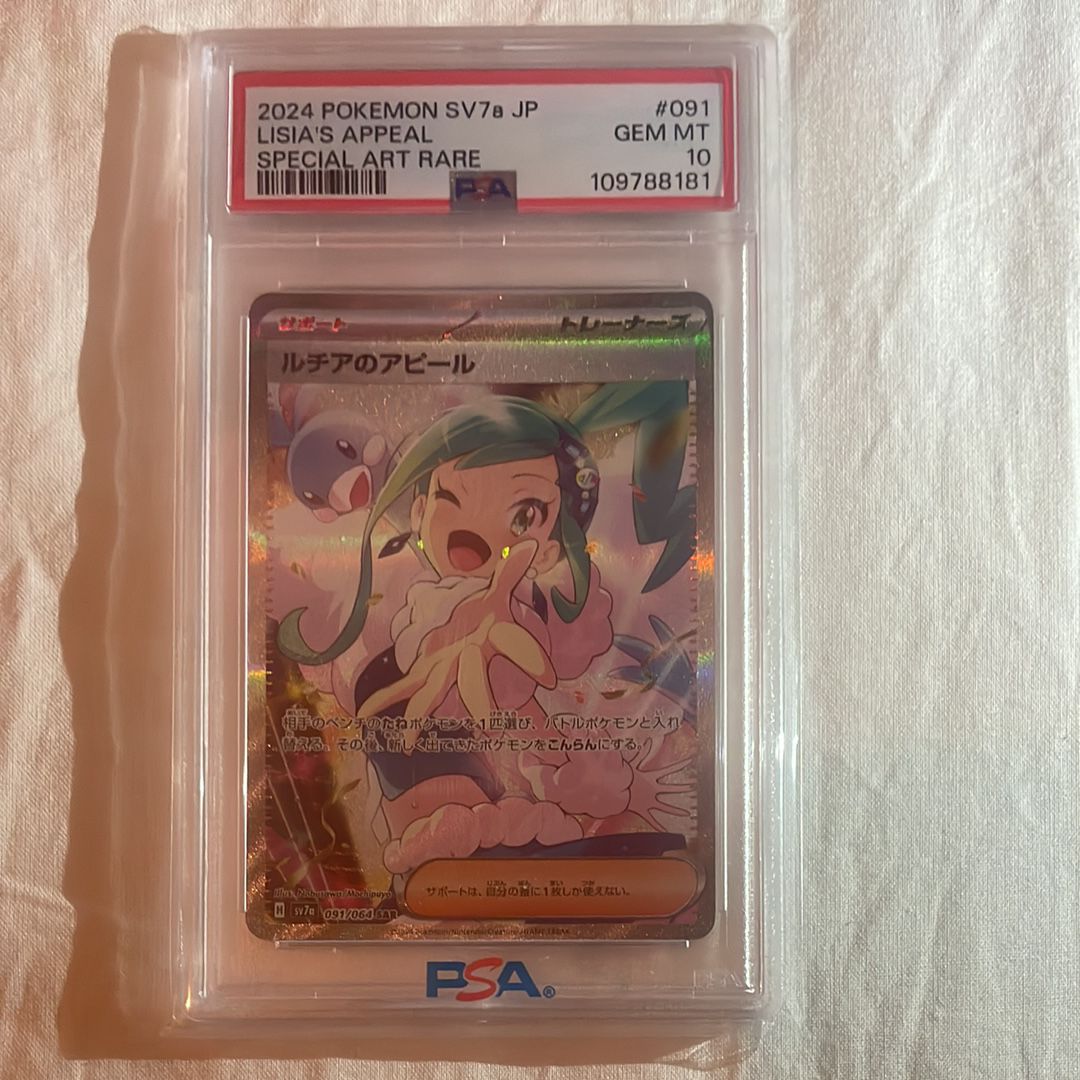 2024 POKEMON SV7a JP #091
LISIA'S APPEAL GEM MT
SPECIAL ART RARE 10
PSA 109788181
サポート トレーナーズ
ルチアのアピール
相手のベンチのたねポケモンを1匹選び、バトルポケモンと入れ
替える。その後、新しく出てきたポケモンをこんらんにする。
サポートは、自分の番に1枚しか使えない。
illus. Nobusawa/Mochipuyo
H sv7a 091/064 SAR
PSA®